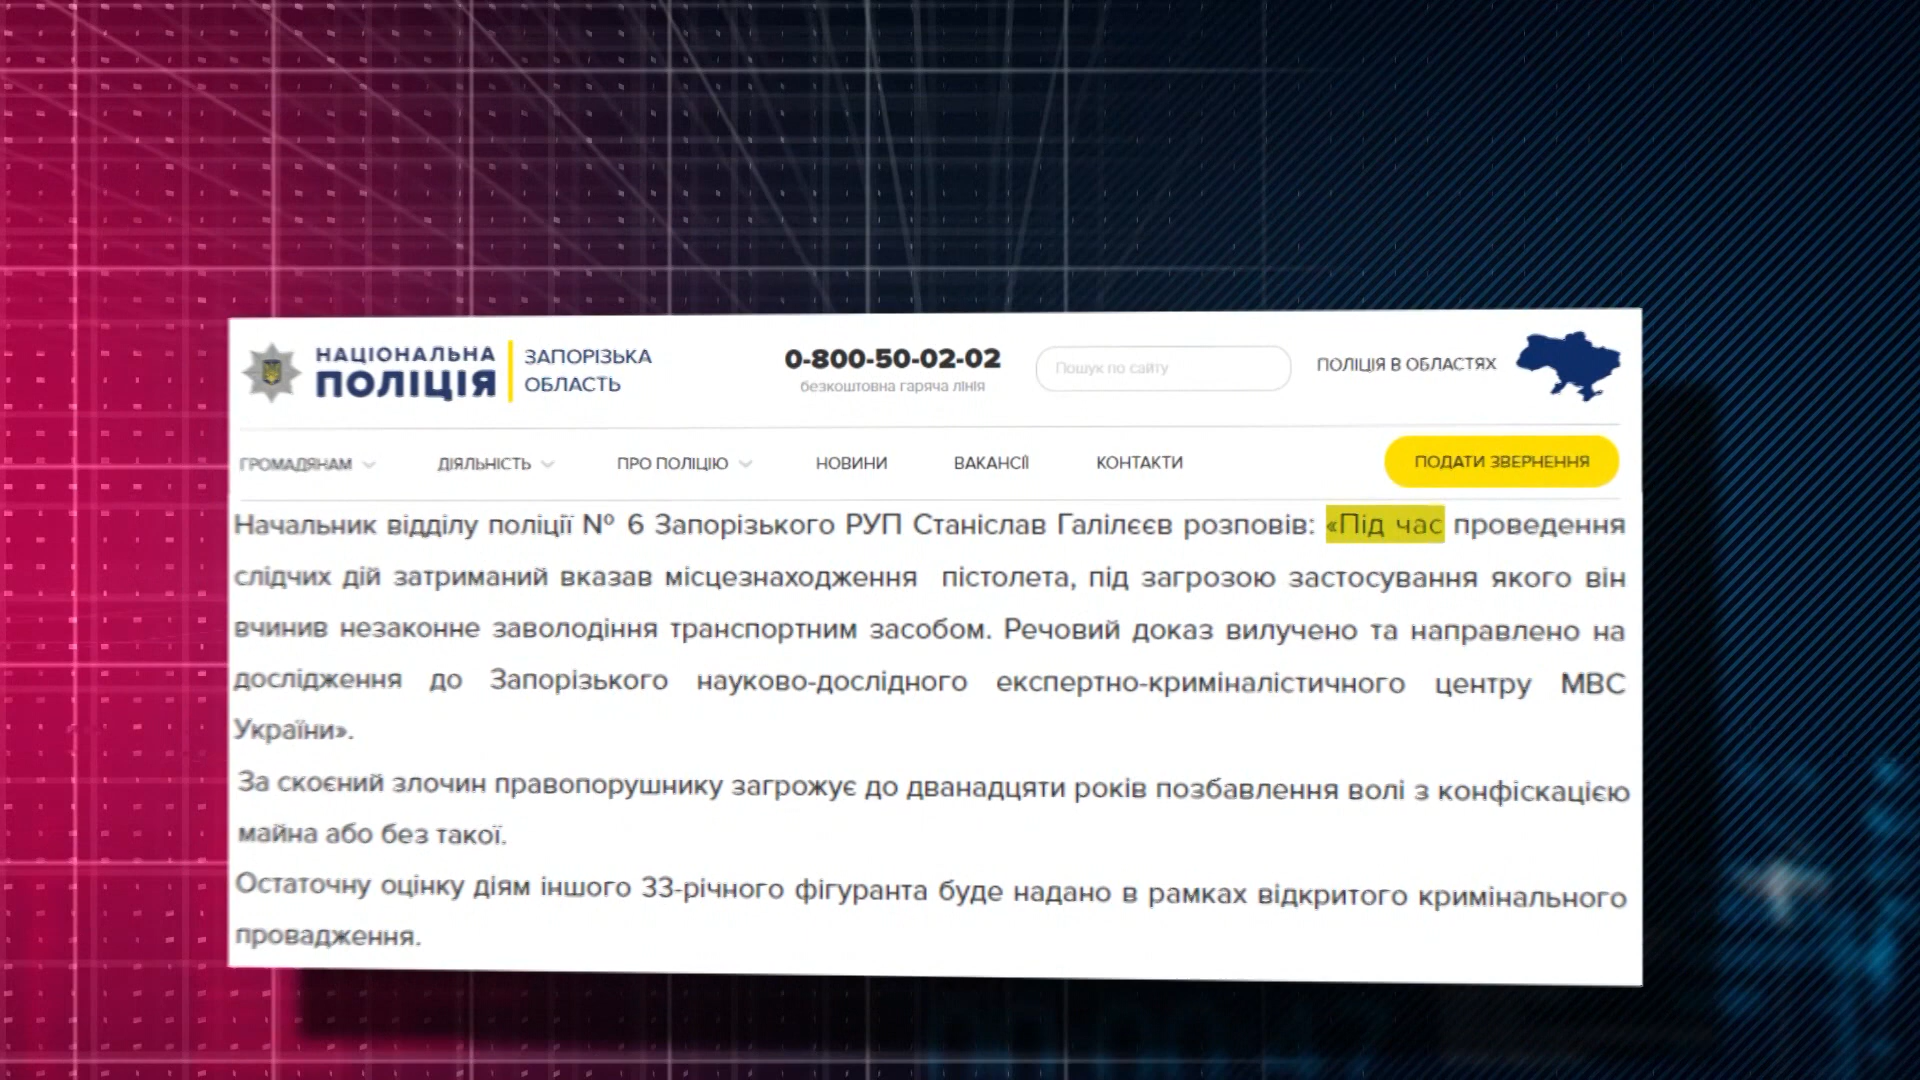 НАЦІОНАЛЬНА
ПОЛІЦІЯ
ЗАПОРІЗЬКА
ОБЛАСТЬ
0-800-50-02-02
безкоштовна гаряча лінія
Пошук по сайту
ПОЛІЦІЯ В ОБЛАСТЯХ
ГРОМАДЯНАМ
ДІЯЛЬНІСТЬ
ПРО ПОЛІЦІЮ
НОВИНИ
ВАКАНСІЇ
КОНТАКТИ
ПОДАТИ ЗВЕРНЕННЯ
Начальник відділу поліції № 6 Запорізького РУП Станіслав Галілєєв розповів: «Під час проведення
слідчих дій затриманий вказав місцезнаходження пістолета, під загрозою застосування якого він
вчинив незаконне заволодіння транспортним засобом. Речовий доказ вилучено та направлено на
дослідження до Запорізького науково-дослідного експертно-криміналістичного центру МВС
України».
За скоєний злочин правопорушнику загрожує до дванадцяти років позбавлення волі з конфіскацією
майна або без такої.
Остаточну оцінку діям іншого 33-річного фігуранта буде надано в рамках відкритого кримінального
провадження.